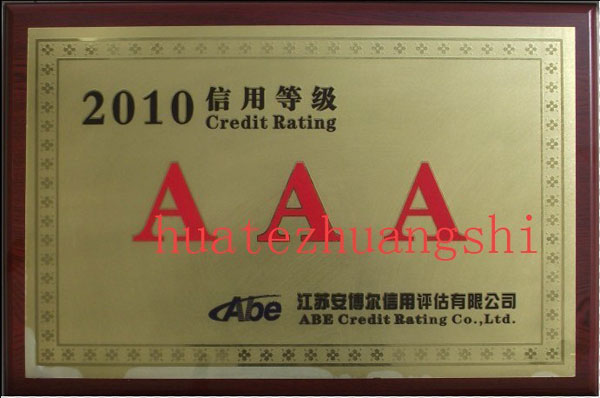 2010 信用等级
Credit Rating
A A A
huatezhuangshi
Abe 江苏安博尔信用评估有限公司
ABE Credit Rating Co.,Ltd.